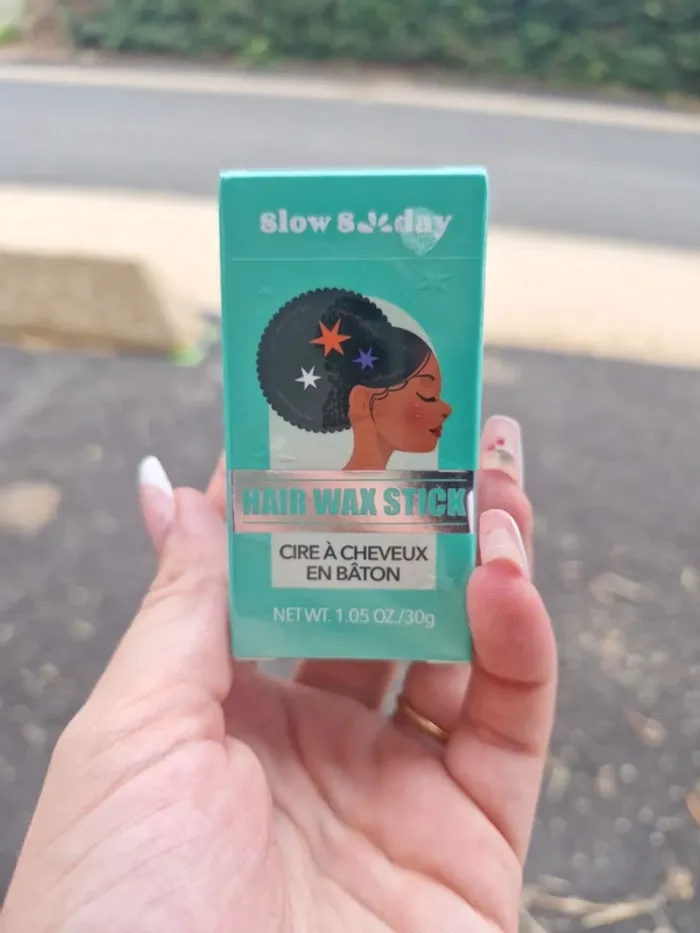 Slow Sunday
HAIR WAX STICK
CIRE À CHEVEUX
EN BÂTON
NET WT. 1.05 OZ./30g